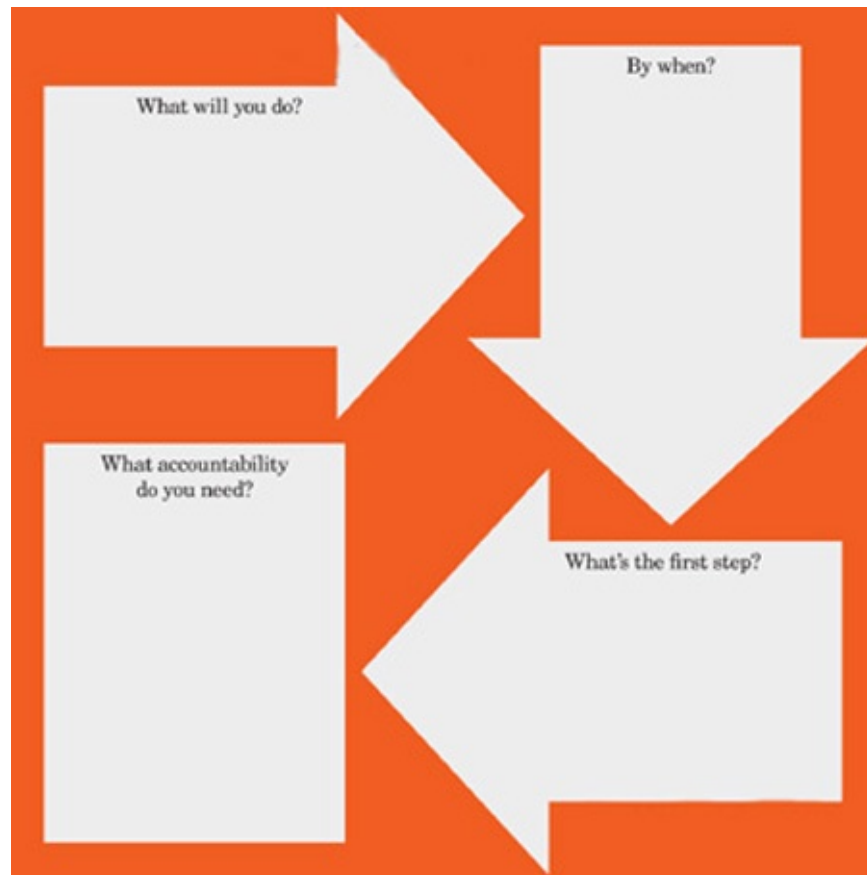 What will you do?
By when?
What's the first step?
What accountability
do you need?